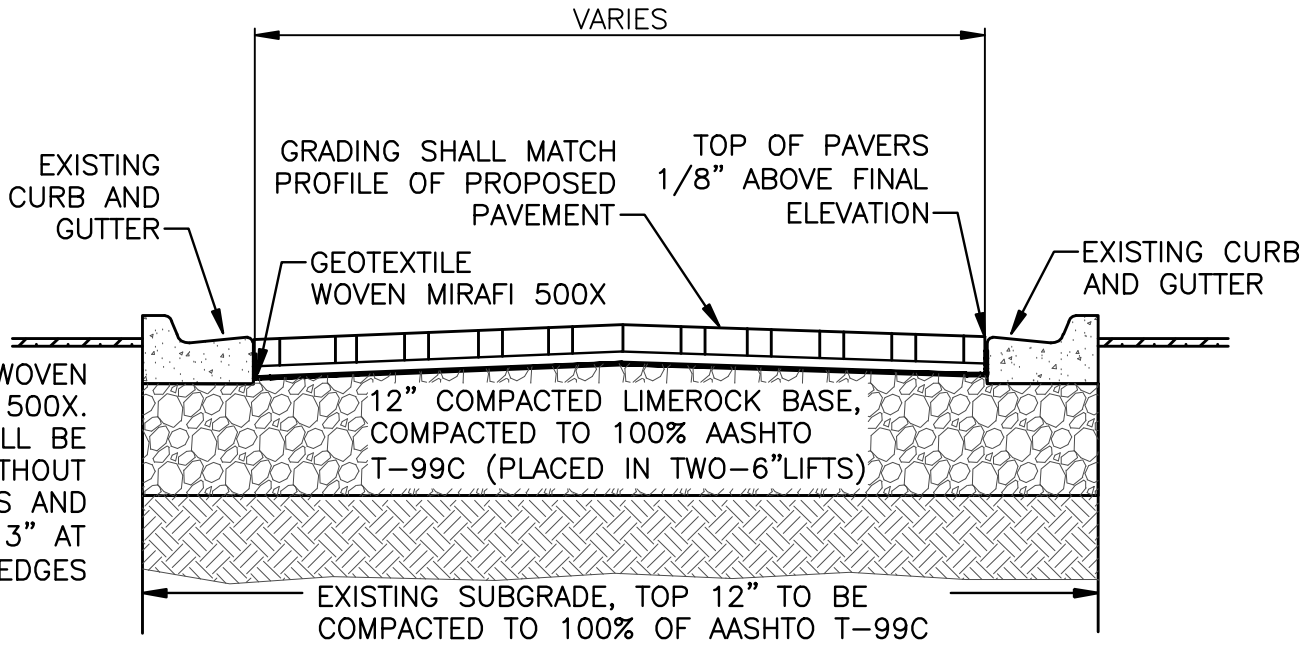 VARIES
EXISTING
CURB AND
GUTTER
GRADING SHALL MATCH
PROFILE OF PROPOSED
PAVEMENT
TOP OF PAVERS
1/8” ABOVE FINAL
ELEVATION
GEOTEXTILE
WOVEN MIRAFI 500X
EXISTING CURB
AND GUTTER
WOVEN
500X.
LL BE
THOUT
S AND
3” AT
EDGES
12” COMPACTED LIMEROCK BASE,
COMPACTED TO 100% AASHTO
T-99C (PLACED IN TWO-6”LIFTS)
EXISTING SUBGRADE, TOP 12” TO BE
COMPACTED TO 100% OF AASHTO T-99C